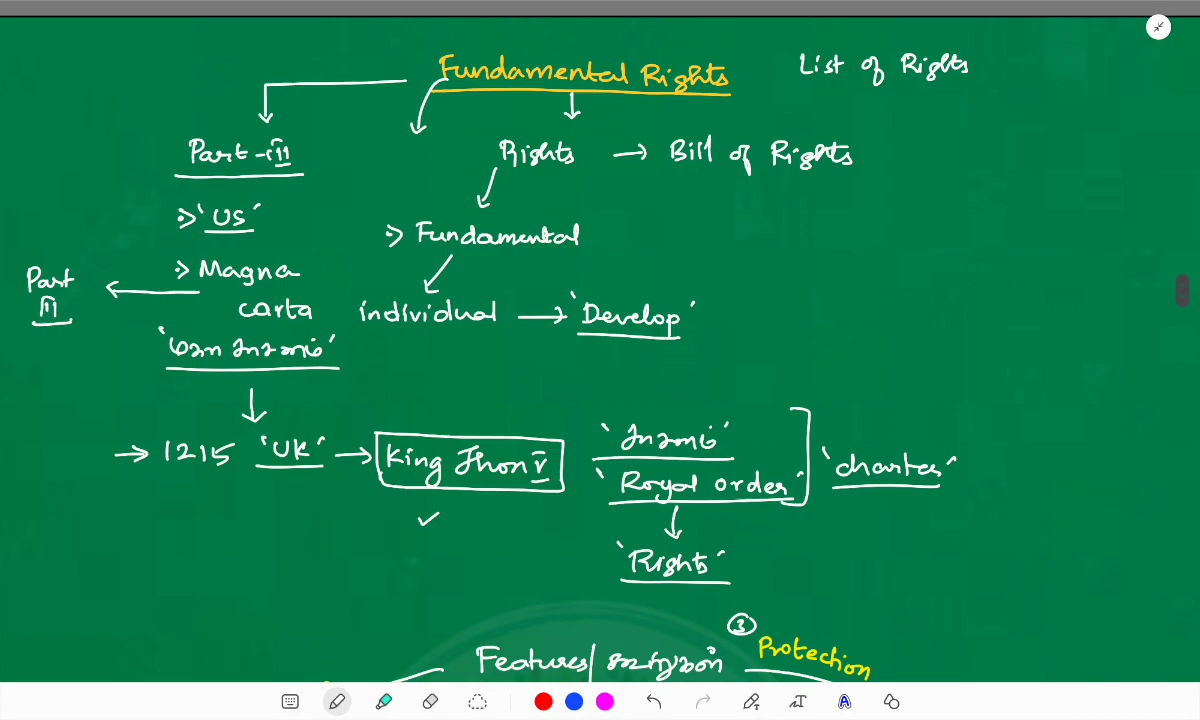 Fundamental Rights
List of Rights
Part-III
Rights → Bill of Rights
> 'US'
> Fundamental
> Magna
carta
Part
III
individual → 'Develop'
→ 1215 'UK' → King Jhon V
'Royal order'
'charter'
'Rights'
3
Features/
Protection